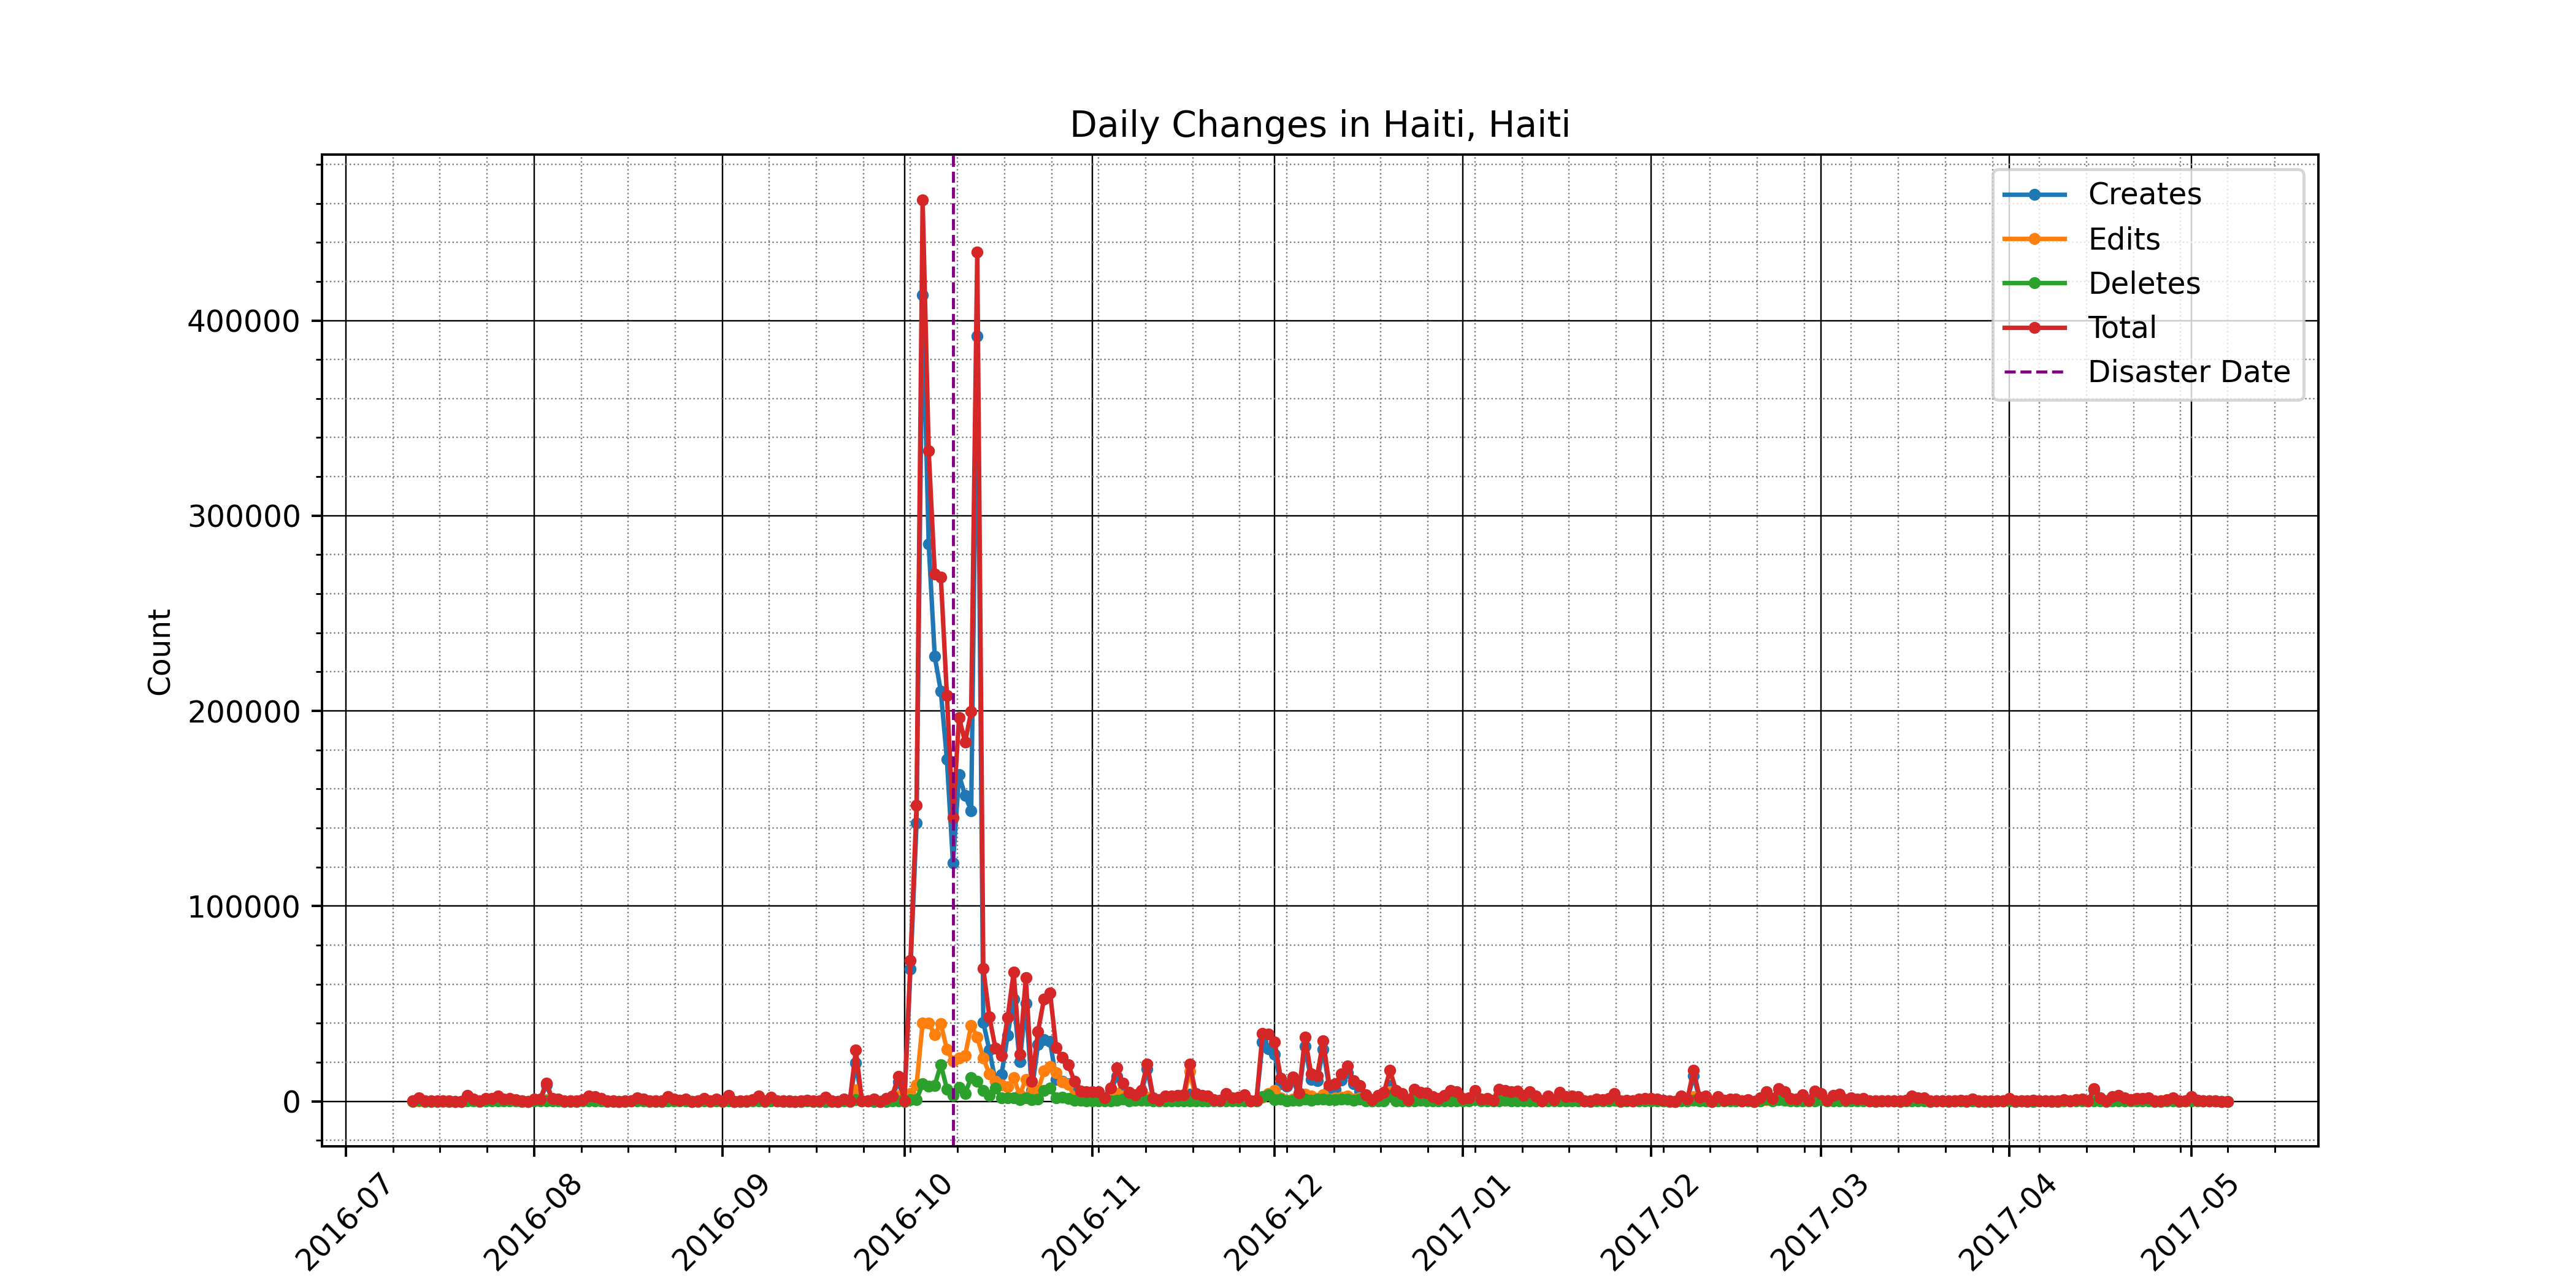 Daily Changes in Haiti, Haiti
Creates
Edits
Deletes
Total
Disaster Date
Count
400000
300000
200000
100000
0
2016-07
2016-08
2016-09
2016-10
2016-11
2016-12
2017-01
2017-02
2017-03
2017-04
2017-05